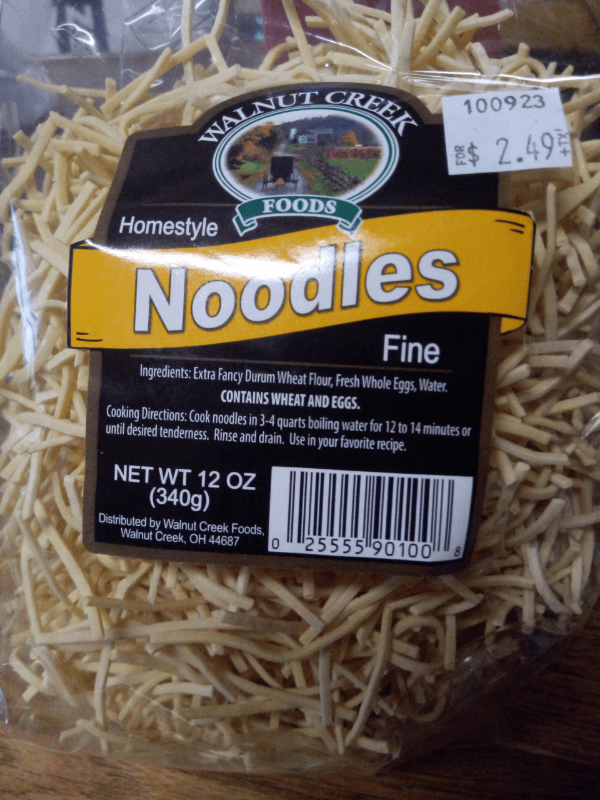 WALNUT CREEK
FOODS
100923
FOR $ 2.49 +TX
Homestyle
Noodles
Fine
Ingredients: Extra Fancy Durum Wheat Flour, Fresh Whole Eggs, Water.
CONTAINS WHEAT AND EGGS.
Cooking Directions: Cook noodles in 3-4 quarts boiling water for 12 to 14 minutes or
until desired tenderness. Rinse and drain. Use in your favorite recipe.
NET WT 12 OZ
(340g)
Distributed by Walnut Creek Foods,
Walnut Creek, OH 44687
0 25555 90100 8